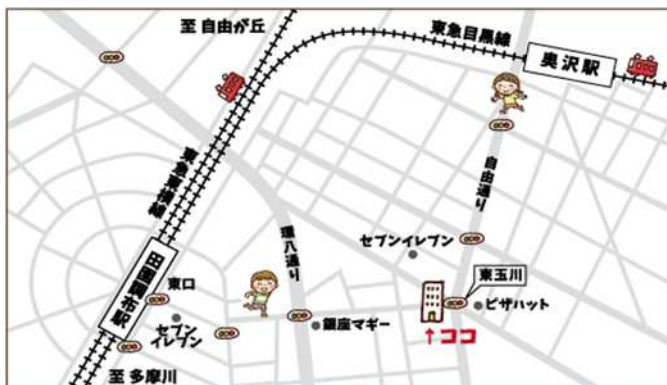 至 自由が丘
東急目黒線
奥沢駅
東急東横線
自由通り
環八通り
セブンイレブン
田園調布駅
東口
東玉川
セブン
イレブン
銀座マギー
ピザハット
↑ココ
至 多摩川